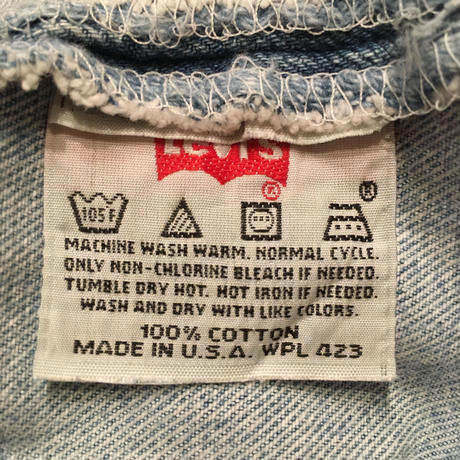 LEVI'S
®
105F
MACHINE WASH WARM. NORMAL CYCLE.
ONLY NON-CHLORINE BLEACH IF NEEDED.
TUMBLE DRY HOT. HOT IRON IF NEEDED.
WASH AND DRY WITH LIKE COLORS.
100% COTTON
MADE IN U.S.A. WPL 423